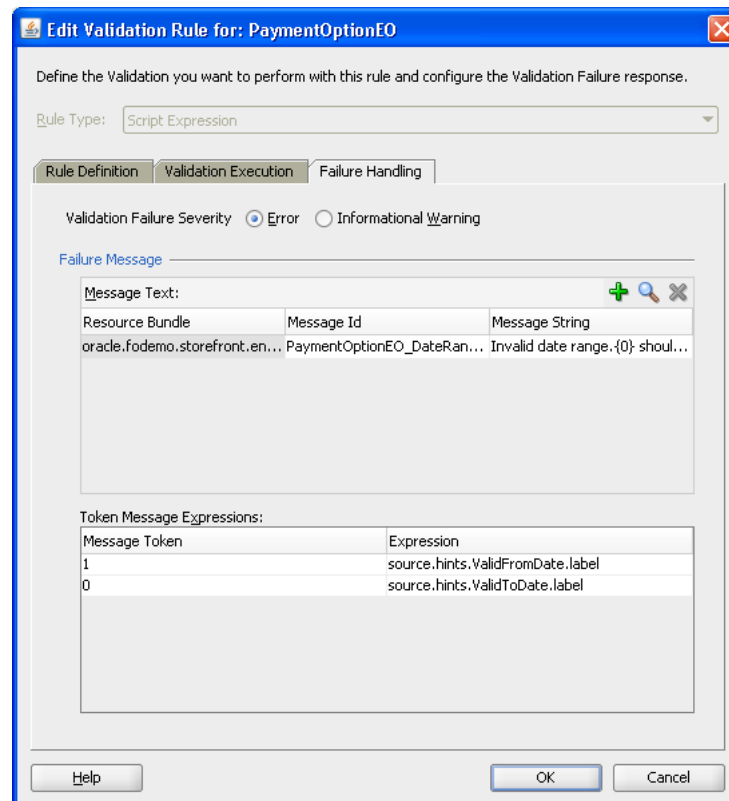 Edit Validation Rule for: PaymentOptionEO
Define the Validation you want to perform with this rule and configure the Validation Failure response.
Rule Type: Script Expression
Rule Definition Validation Execution Failure Handling
Validation Failure Severity Error Informational Warning
Failure Message
Message Text:
Resource Bundle Message Id Message String
oracle.fodemo.storefront.en... PaymentOptionEO_DateRan... Invalid date range.{0} shoul...
Token Message Expressions:
Message Token Expression
1 source.hints.ValidFromDate.label
0 source.hints.ValidToDate.label
Help OK Cancel